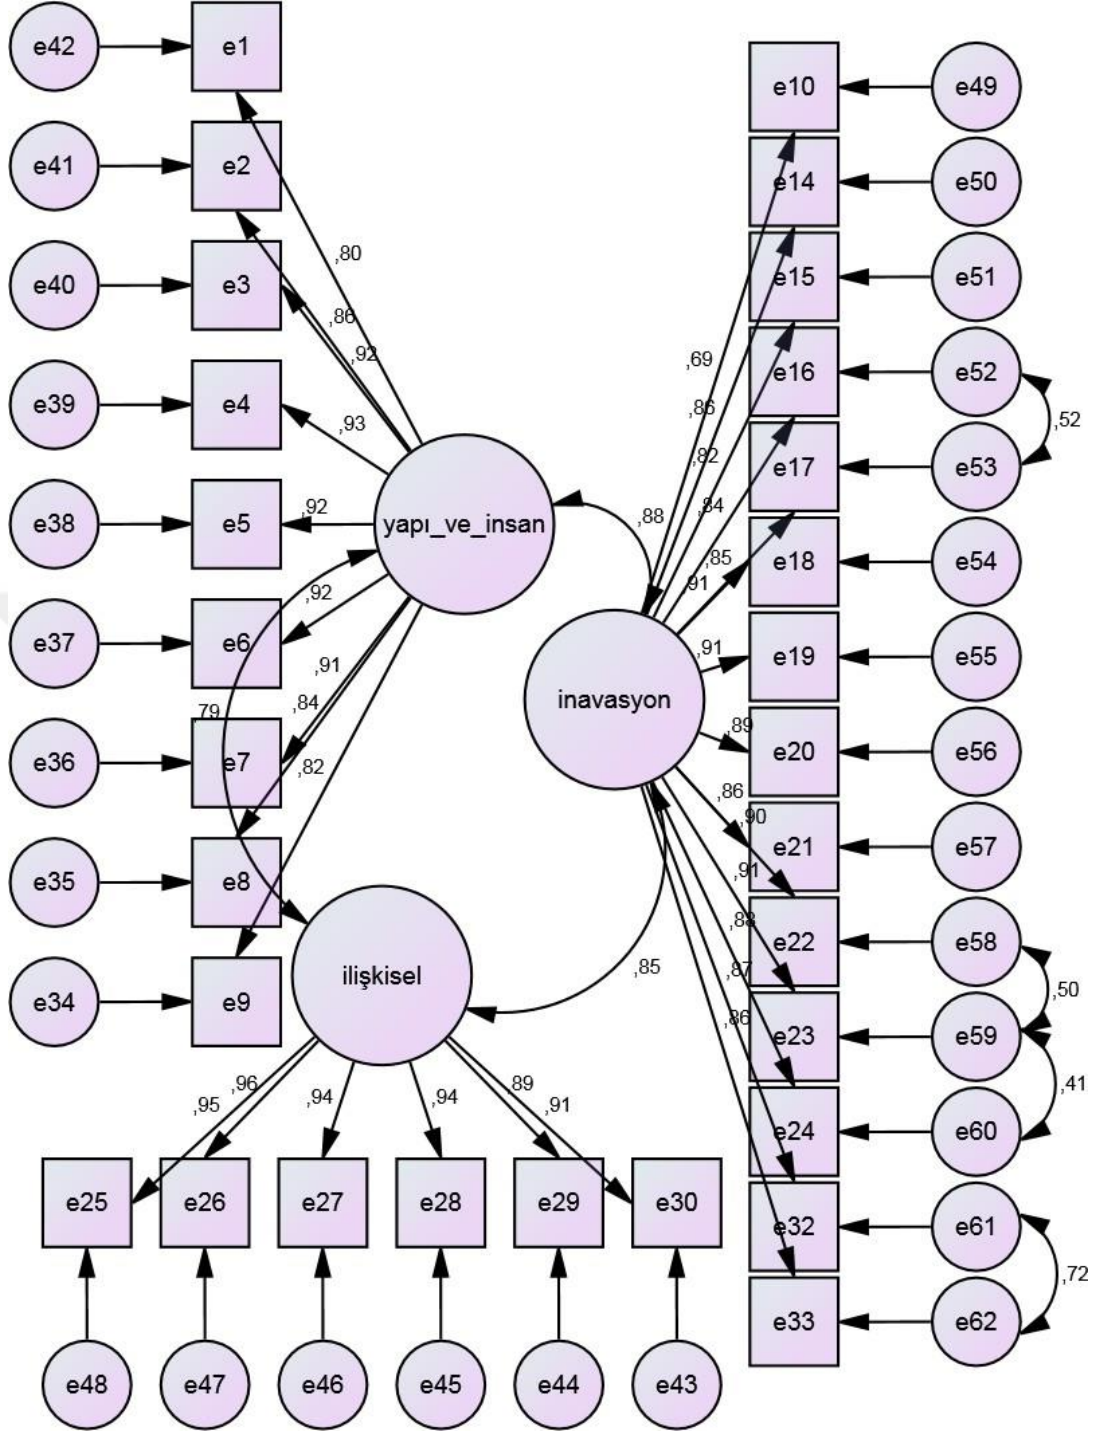 e42
e1
e41
e2
e40
e3
e39
e4
e38
e5
e37
e6
e36
e7
e35
e8
e34
e9
,80
,86
,92
,93
,92
,92
,91
,84
,82
,79
yapı_ve_insan
,88
inavasyon
,85
ilişkisel
,95
,96
,94
,94
,89
,91
e25
e26
e27
e28
e29
e30
e48
e47
e46
e45
e44
e43
,69
,86
,82
,84
,85
,91
,91
,89
,86
,90
,91
,88
,87
,86
e10
e49
e14
e50
e15
e51
e16
e52
e17
e53
e18
e54
e19
e55
e20
e56
e21
e57
e22
e58
e23
e59
e24
e60
e32
e61
e33
e62
,52
,50
,41
,72